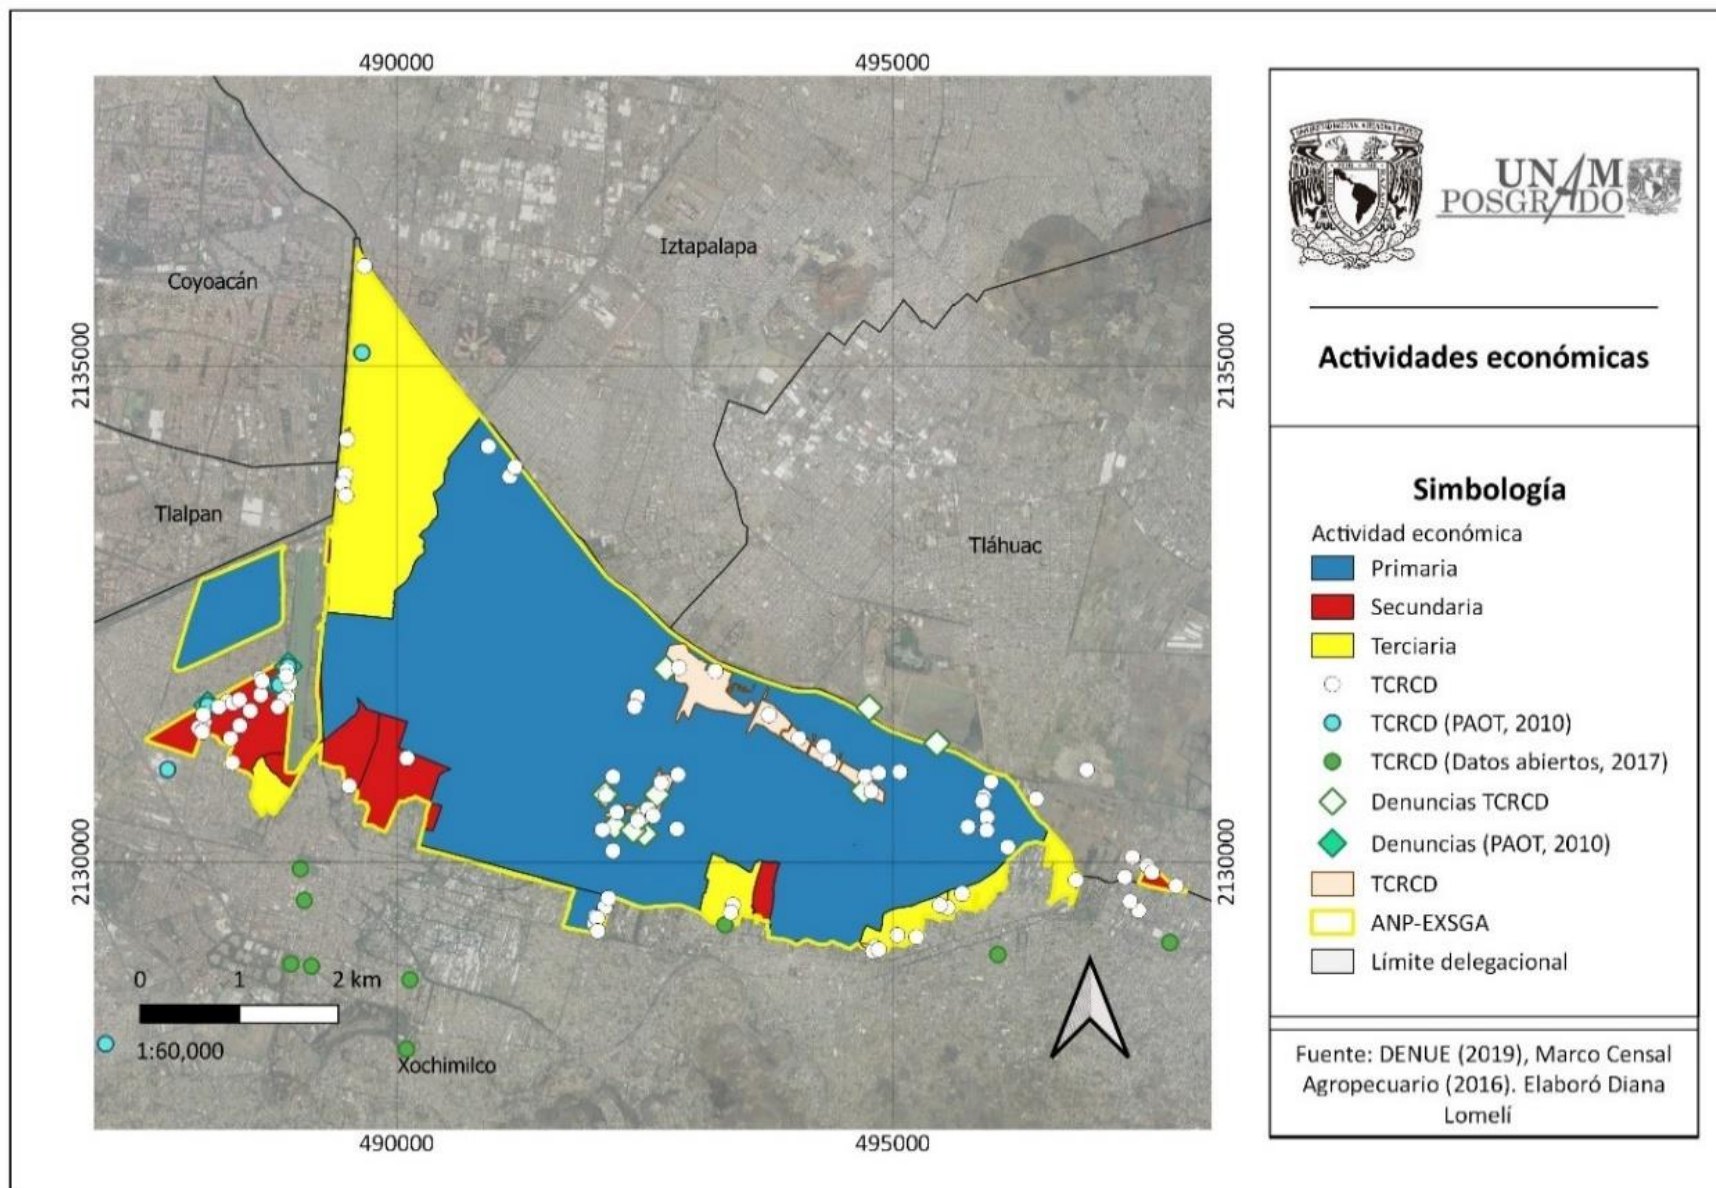 490000
495000
2135000
2135000
2130000
2130000
Coyoacán
Iztapalapa
Tlalpan
Tláhuac
Xochimilco
0 1 2 km
1:60,000
490000
495000
UNAM
POSGRADO
Actividades económicas
Simbología
Actividad económica
Primaria
Secundaria
Terciaria
TCRCD
TCRCD (PAOT, 2010)
TCRCD (Datos abiertos, 2017)
Denuncias TCRCD
Denuncias (PAOT, 2010)
TCRCD
ANP-EXSGA
Límite delegacional
Fuente: DENUE (2019), Marco Censal
Agropecuario (2016). Elaboró Diana
Lomelí